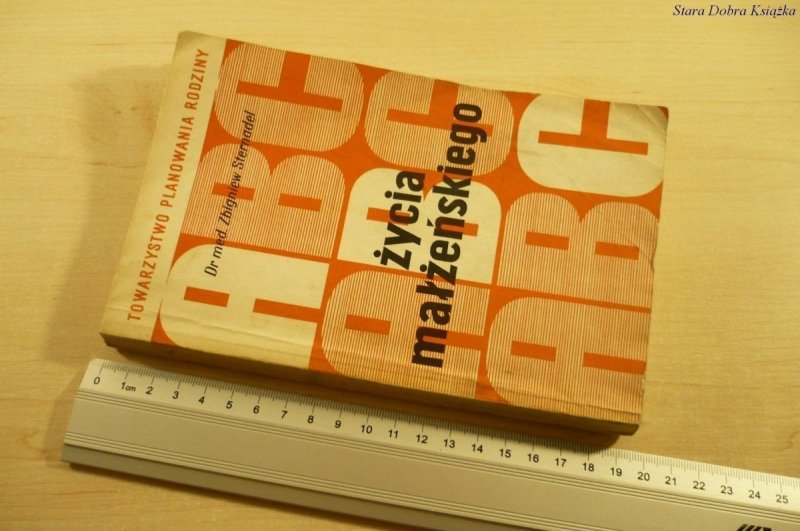 Stara Dobra Książka
TOWARZYSTWO PLANOWANIA RODZINY
Dr med Zbigniew Sternadel
ABC
ABC
ABC
życia
małżeńskiego
0 1cm 2 3 4 5 6 7 8 9 10 11 12 13 14 15 16 17 18 19 20 21 22 23 24 25